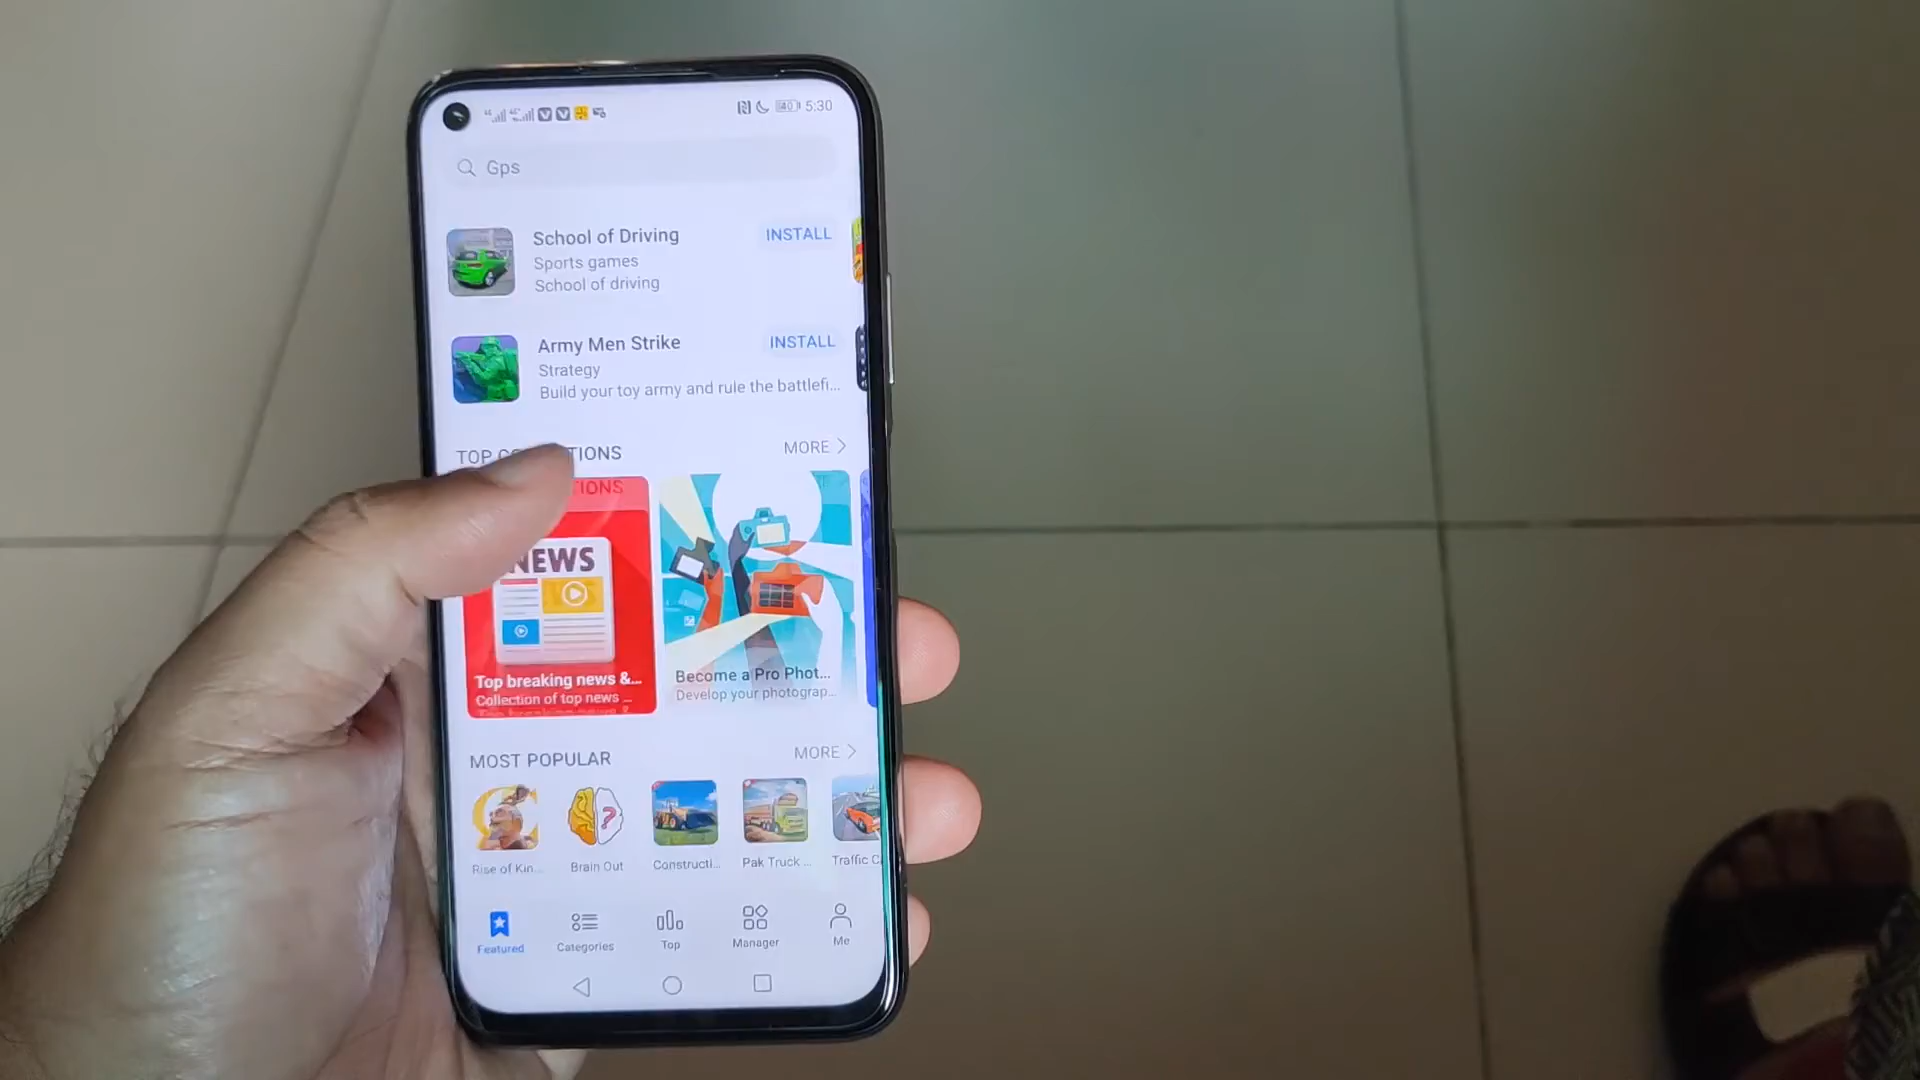 40 5:30
Gps
School of Driving INSTALL
Sports games
School of driving
Army Men Strike INSTALL
Strategy
Build your toy army and rule the battlefi...
TOP TIONS MORE
TIONS
NEWS
Top breaking news &...
Collection of top news ...
Become a Pro Phot...
Develop your photograp...
MOST POPULAR MORE
Rise of Kin... Brain Out Constructi... Pak Truck ... Traffic C
Featured Categories Top Manager Me